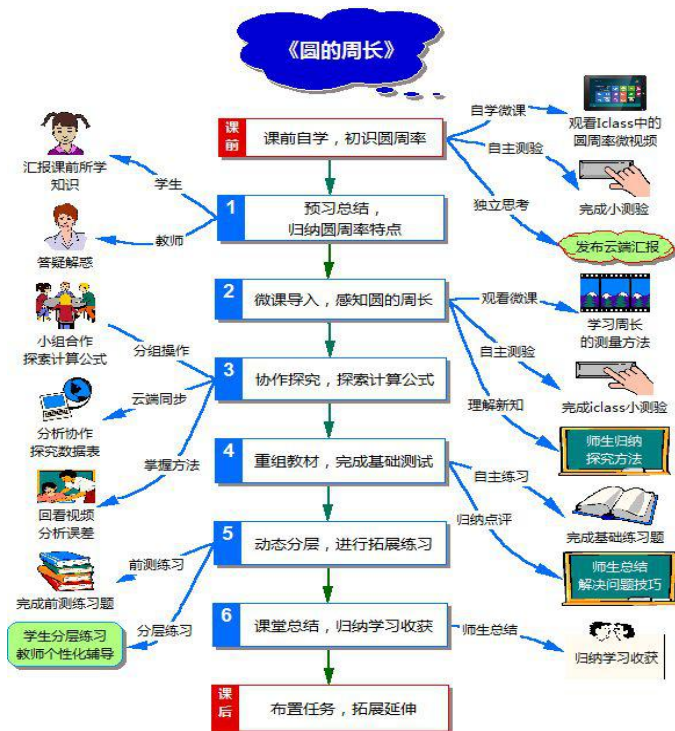 《圆的周长》
课前
课前自学，初识圆周率
自学微课
观看Iclass中的
圆周率微视频
自主测验
完成小测验
独立思考
发布云端汇报
1
预习总结，
归纳圆周率特点
学生
汇报课前所学
知识
教师
答疑解惑
2
微课导入，感知圆的周长
观看微课
学习周长
的测量方法
自主测验
完成iclass小测验
理解新知
师生归纳
探究方法
3
协作探究，探索计算公式
分组操作
小组合作
探索计算公式
云端同步
分析协作
探究数据表
掌握方法
回看视频
分析误差
4
重组教材，完成基础测试
自主练习
完成基础练习题
归纳点评
师生总结
解决问题技巧
5
动态分层，进行拓展练习
前测练习
完成前测练习题
分层练习
学生分层练习
教师个性化辅导
6
课堂总结，归纳学习收获
师生总结
归纳学习收获
课后
布置任务，拓展延伸